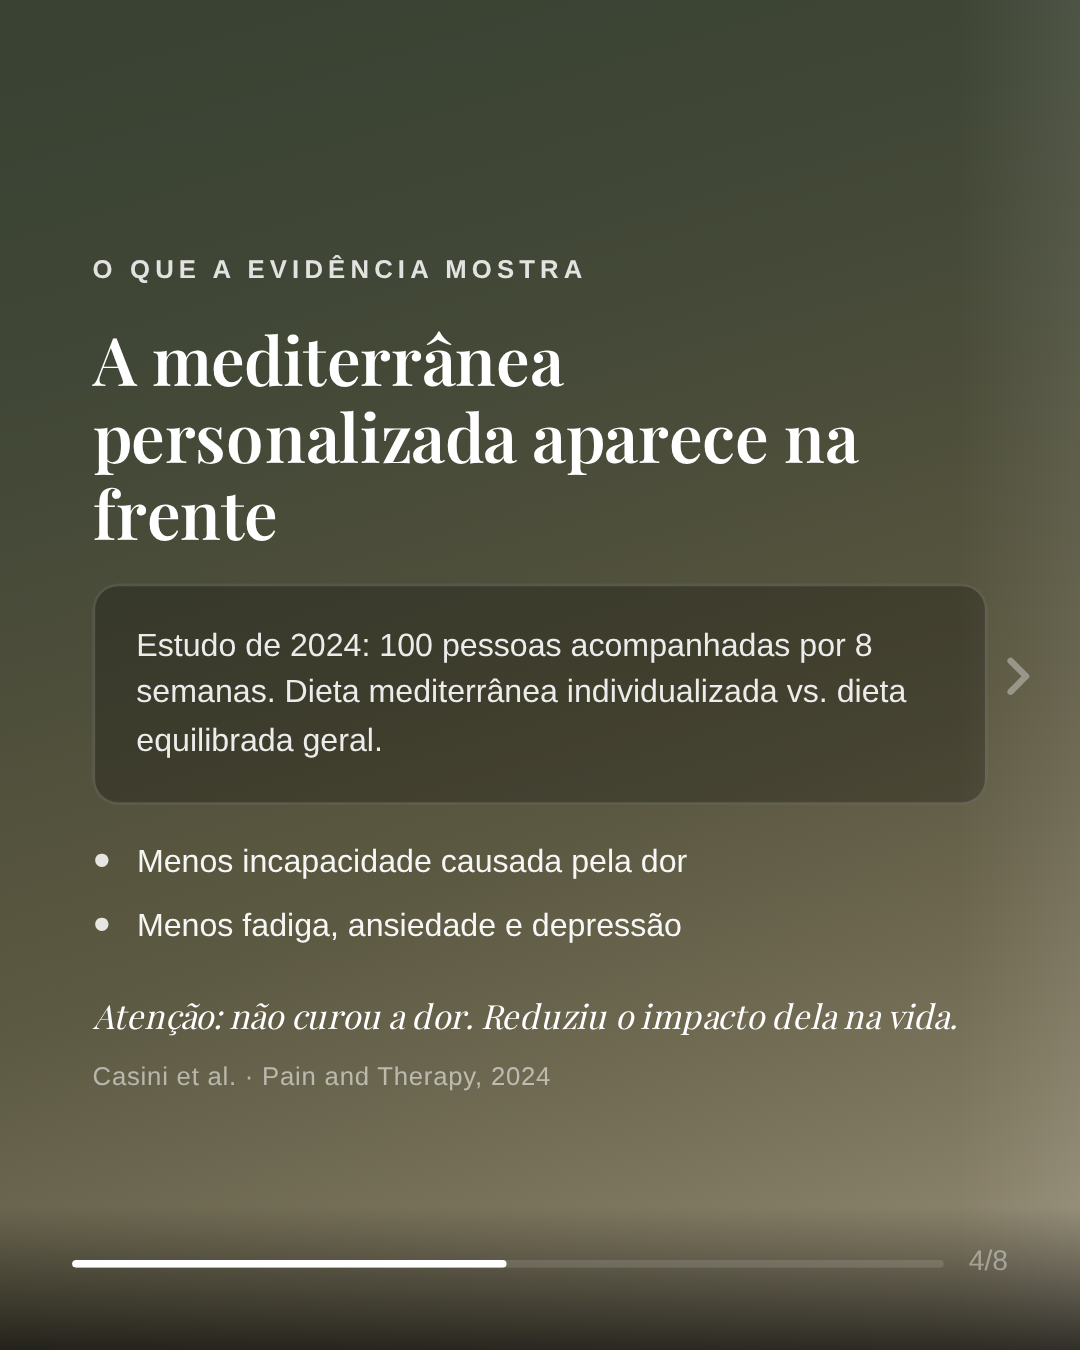 O QUE A EVIDÊNCIA MOSTRA
A mediterrânea
personalizada aparece na
frente
Estudo de 2024: 100 pessoas acompanhadas por 8
semanas. Dieta mediterrânea individualizada vs. dieta
equilibrada geral.
Menos incapacidade causada pela dor
Menos fadiga, ansiedade e depressão
Atenção: não curou a dor. Reduziu o impacto dela na vida.
Casini et al. · Pain and Therapy, 2024
4/8